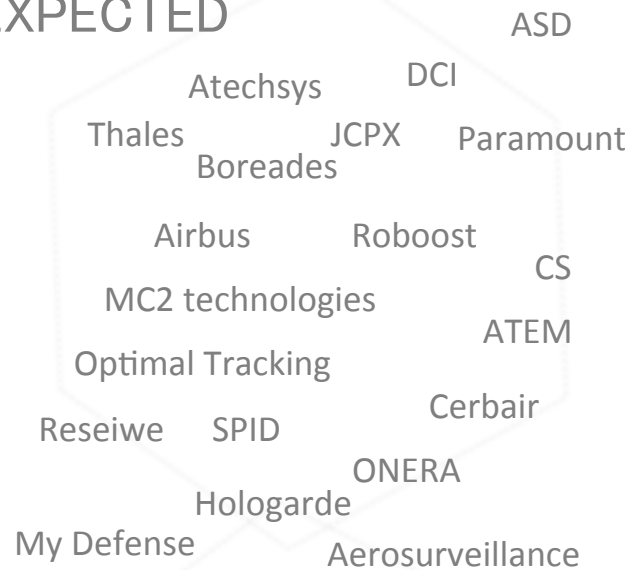 EXPECTED
ASD
Atechsys DCI
Thales JCPX Paramount
Boreades
Airbus Roboost
CS
MC2 technologies
ATEM
Optimal Tracking
Cerbair
Reseiwe SPID
ONERA
Hologarde
My Defense
Aerosurveillance